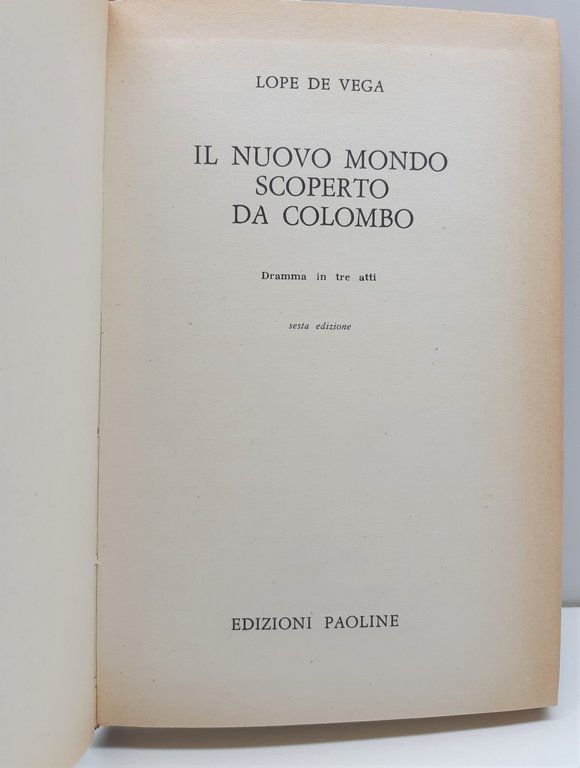 LOPE DE VEGA
IL NUOVO MONDO
SCOPERTO
DA COLOMBO
Dramma in tre atti
sesta edizione
EDIZIONI PAOLINE